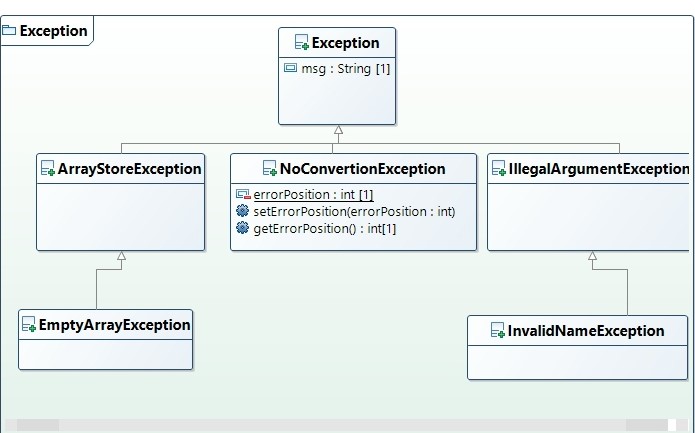 Exception
Exception
msg : String [1]
ArrayStoreException
NoConvertionException
IllegalArgumentException
errorPosition : int [1]
setErrorPosition(errorPosition : int)
getErrorPosition() : int[1]
EmptyArrayException
InvalidNameException